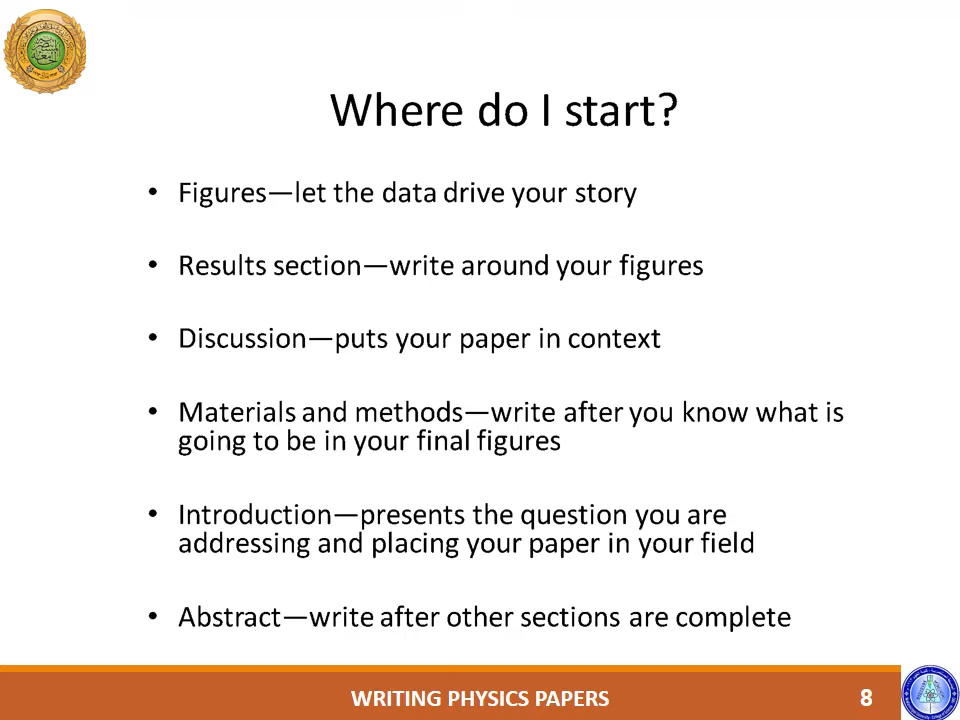 Where do I start?
• Figures—let the data drive your story
• Results section—write around your figures
• Discussion—puts your paper in context
• Materials and methods—write after you know what is
going to be in your final figures
• Introduction—presents the question you are
addressing and placing your paper in your field
• Abstract—write after other sections are complete
WRITING PHYSICS PAPERS
8